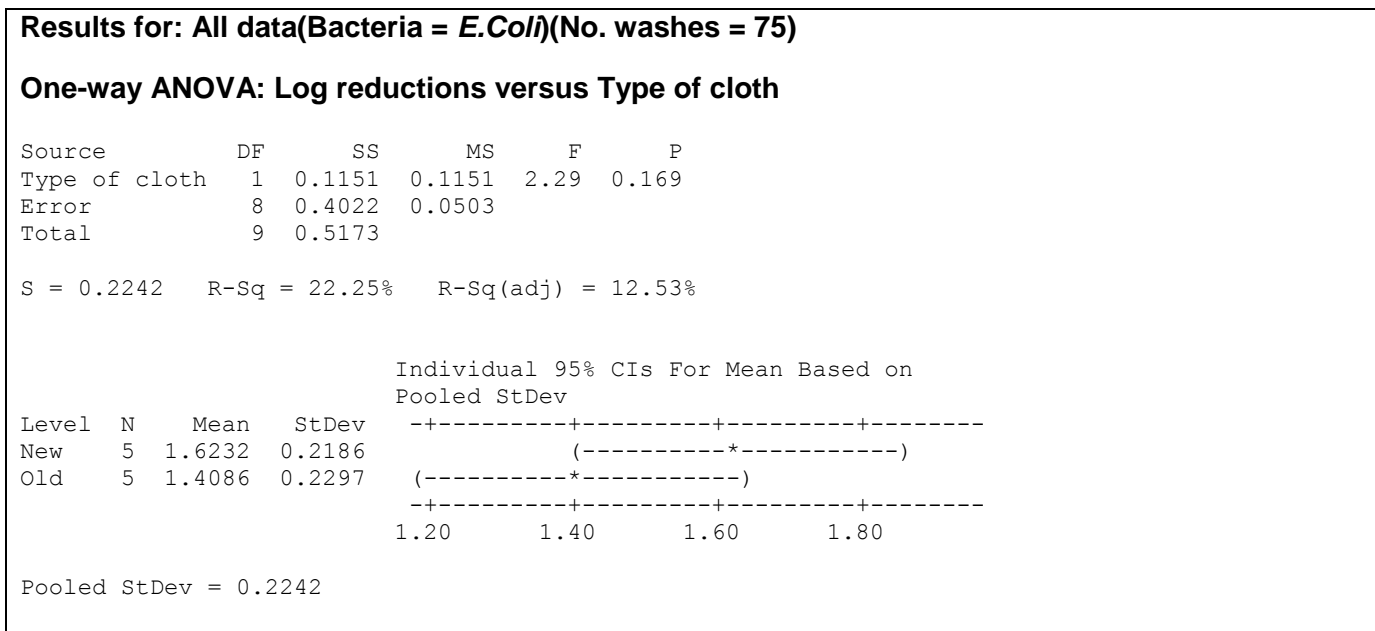 Results for: All data(Bacteria = E.Coli)(No. washes = 75)
One-way ANOVA: Log reductions versus Type of cloth
Source DF SS MS F P
Type of cloth 1 0.1151 0.1151 2.29 0.169
Error 8 0.4022 0.0503
Total 9 0.5173
S = 0.2242 R-Sq = 22.25% R-Sq(adj) = 12.53%
Individual 95% CIs For Mean Based on
Pooled StDev
Level N Mean StDev -+---------+---------+---------+--------
New 5 1.6232 0.2186 (----------*-----------)
Old 5 1.4086 0.2297 (----------*-----------)
-+---------+---------+---------+--------
1.20 1.40 1.60 1.80
Pooled StDev = 0.2242